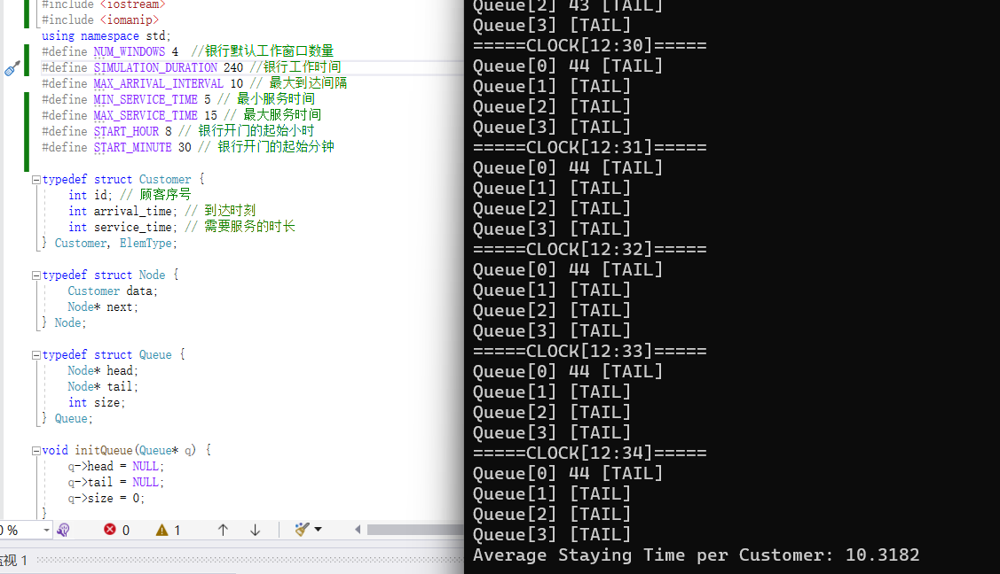 #include <iostream>
#include <iomanip>
using namespace std;
#define NUM_WINDOWS 4  //银行默认工作窗口数量
#define SIMULATION_DURATION 240 //银行工作时间
#define MAX_ARRIVAL_INTERVAL 10 // 最大到达间隔
#define MIN_SERVICE_TIME 5 // 最小服务时间
#define MAX_SERVICE_TIME 15 // 最大服务时间
#define START_HOUR 8 // 银行开门的起始小时
#define START_MINUTE 30 // 银行开门的起始分钟
typedef struct Customer {
int id; // 顾客序号
int arrival_time; // 到达时刻
int service_time; // 需要服务的时长
} Customer, ElemType;
typedef struct Node {
Customer data;
Node* next;
} Node;
typedef struct Queue {
Node* head;
Node* tail;
int size;
} Queue;
void initQueue(Queue* q) {
q->head = NULL;
q->tail = NULL;
q->size = 0;
}
0 %
0
1
监视 1
Queue[2] 43 [TAIL]
Queue[3] [TAIL]
=====CLOCK[12:30]=====
Queue[0] 44 [TAIL]
Queue[1] [TAIL]
Queue[2] [TAIL]
Queue[3] [TAIL]
=====CLOCK[12:31]=====
Queue[0] 44 [TAIL]
Queue[1] [TAIL]
Queue[2] [TAIL]
Queue[3] [TAIL]
=====CLOCK[12:32]=====
Queue[0] 44 [TAIL]
Queue[1] [TAIL]
Queue[2] [TAIL]
Queue[3] [TAIL]
=====CLOCK[12:33]=====
Queue[0] 44 [TAIL]
Queue[1] [TAIL]
Queue[2] [TAIL]
Queue[3] [TAIL]
=====CLOCK[12:34]=====
Queue[0] 44 [TAIL]
Queue[1] [TAIL]
Queue[2] [TAIL]
Queue[3] [TAIL]
Average Staying Time per Customer: 10.3182